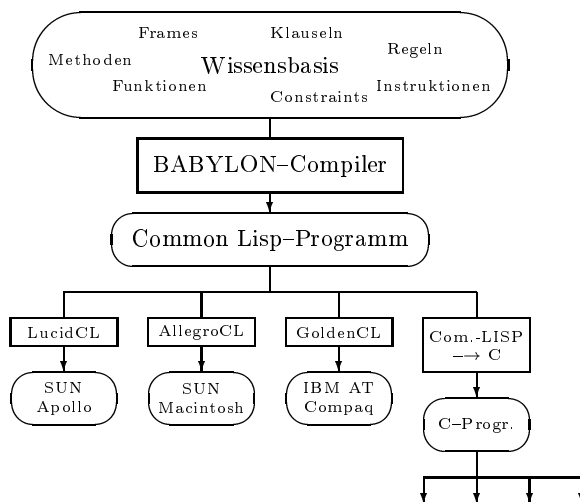 Frames
Klauseln
Methoden
Wissensbasis
Regeln
Funktionen
Constraints
Instruktionen
BABYLON–Compiler
Common Lisp–Programm
LucidCL
AllegroCL
GoldenCL
Com.-LISP
—→ C
SUN
Apollo
SUN
Macintosh
IBM AT
Compaq
C–Progr.